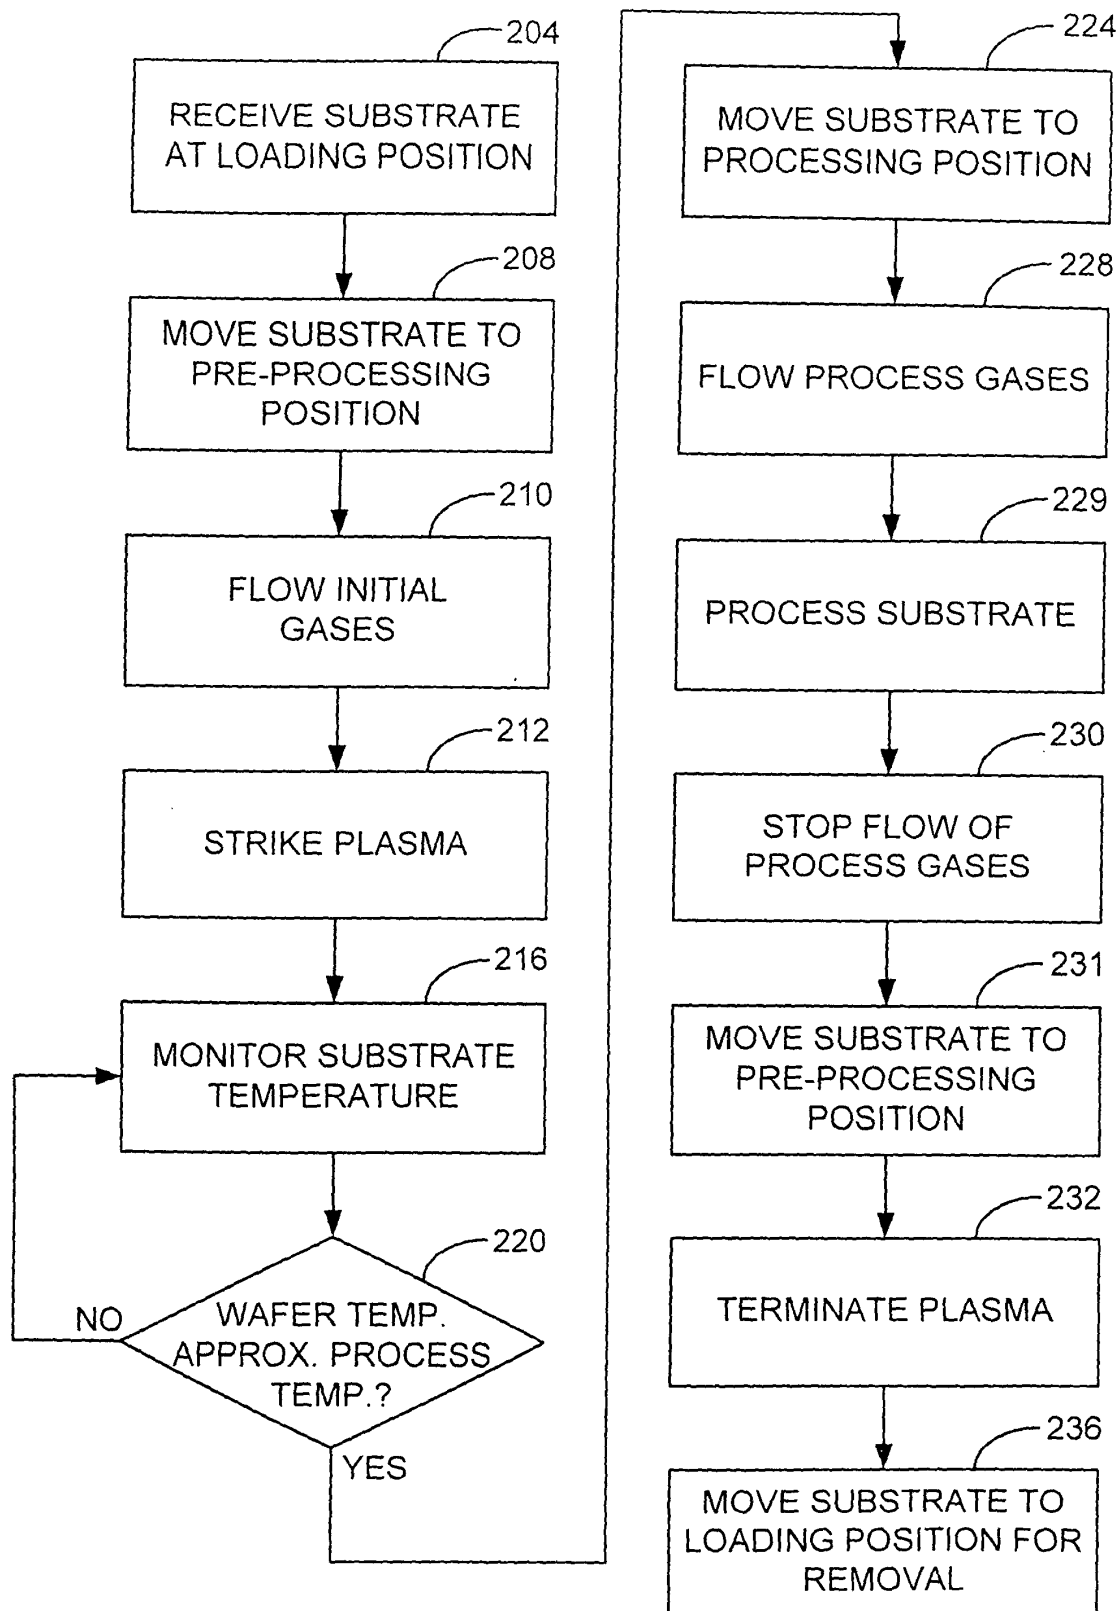 204
RECEIVE SUBSTRATE
AT LOADING POSITION
208
MOVE SUBSTRATE TO
PRE-PROCESSING
POSITION
210
FLOW INITIAL
GASES
212
STRIKE PLASMA
216
MONITOR SUBSTRATE
TEMPERATURE
220
WAFER TEMP.
APPROX. PROCESS
TEMP.?
NO
YES
224
MOVE SUBSTRATE TO
PROCESSING POSITION
228
FLOW PROCESS GASES
229
PROCESS SUBSTRATE
230
STOP FLOW OF
PROCESS GASES
231
MOVE SUBSTRATE TO
PRE-PROCESSING
POSITION
232
TERMINATE PLASMA
236
MOVE SUBSTRATE TO
LOADING POSITION FOR
REMOVAL